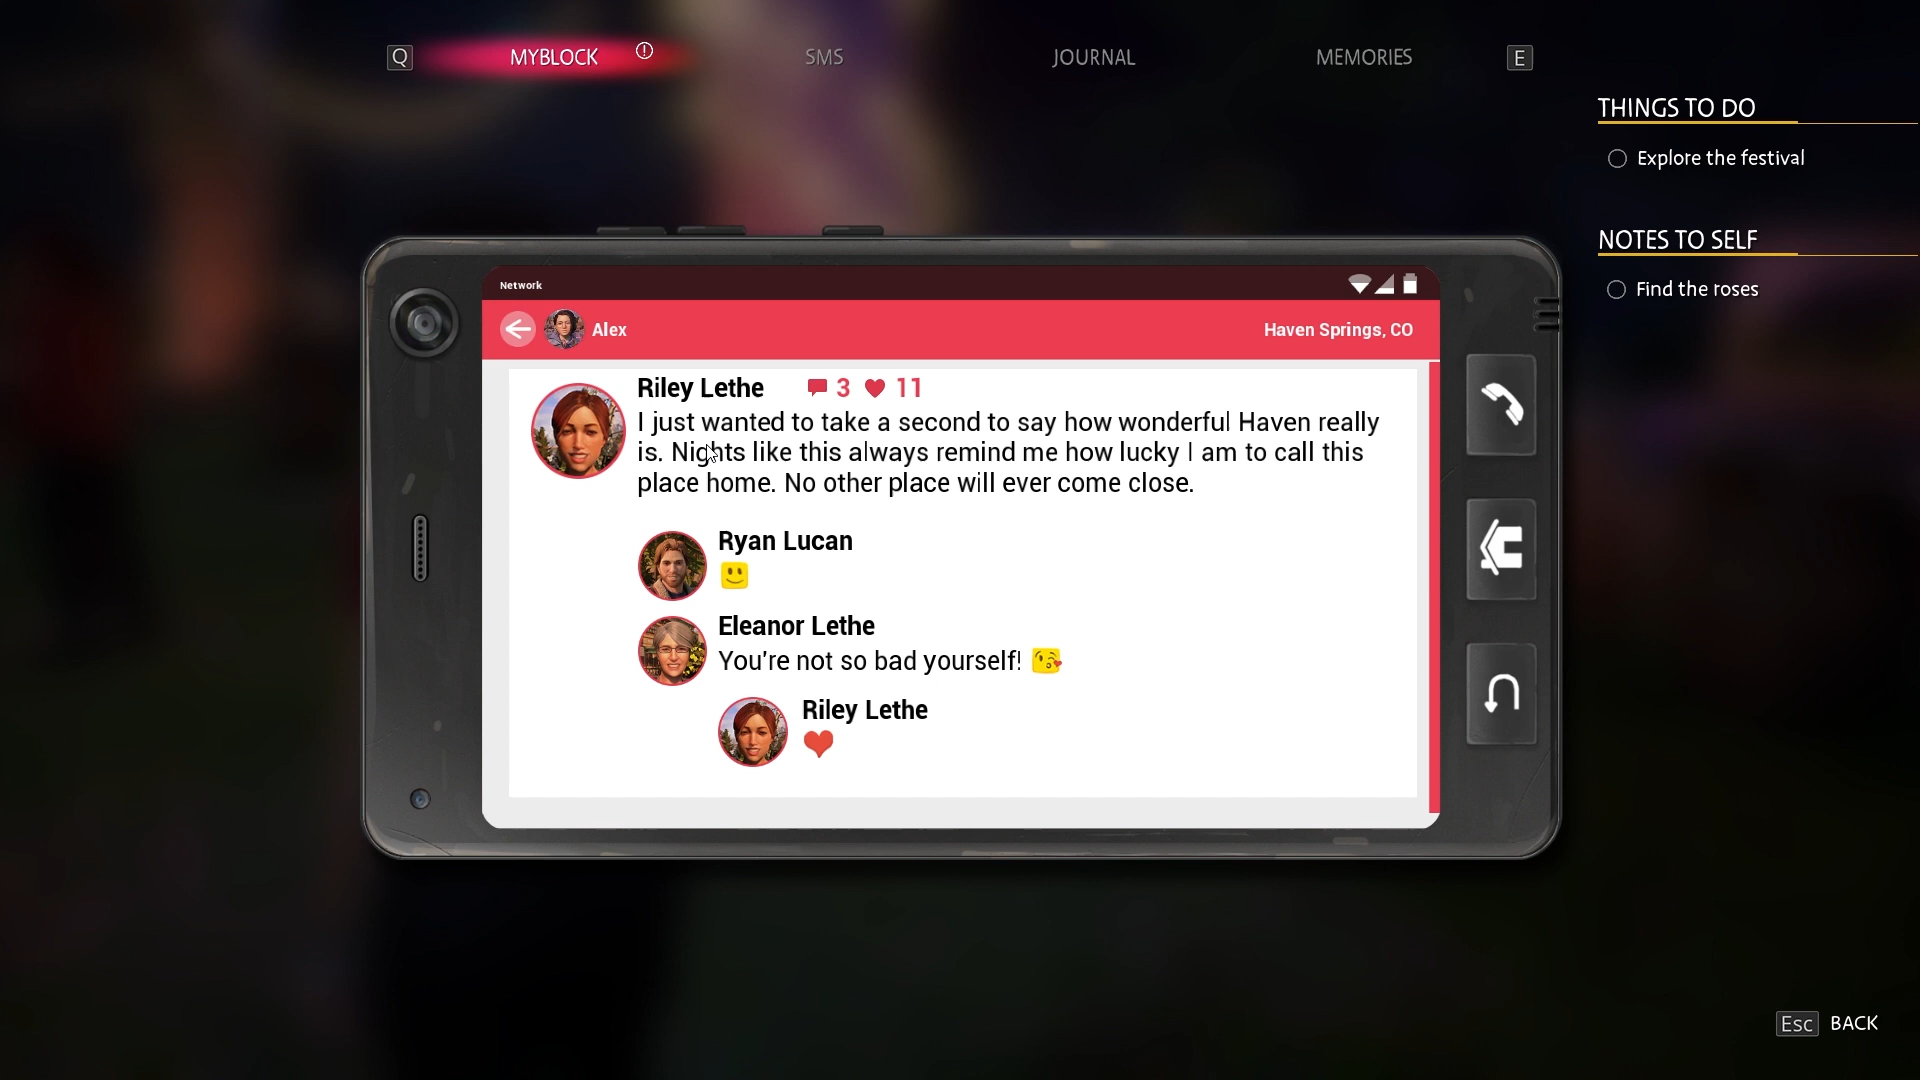 Q
MYBLOCK
SMS
JOURNAL
MEMORIES
E
THINGS TO DO
Explore the festival
NOTES TO SELF
Find the roses
Network
Alex
Haven Springs, CO
Riley Lethe 3 11
I just wanted to take a second to say how wonderful Haven really
is. Nights like this always remind me how lucky I am to call this
place home. No other place will ever come close.
Ryan Lucan
Eleanor Lethe
You're not so bad yourself!
Riley Lethe
Esc BACK